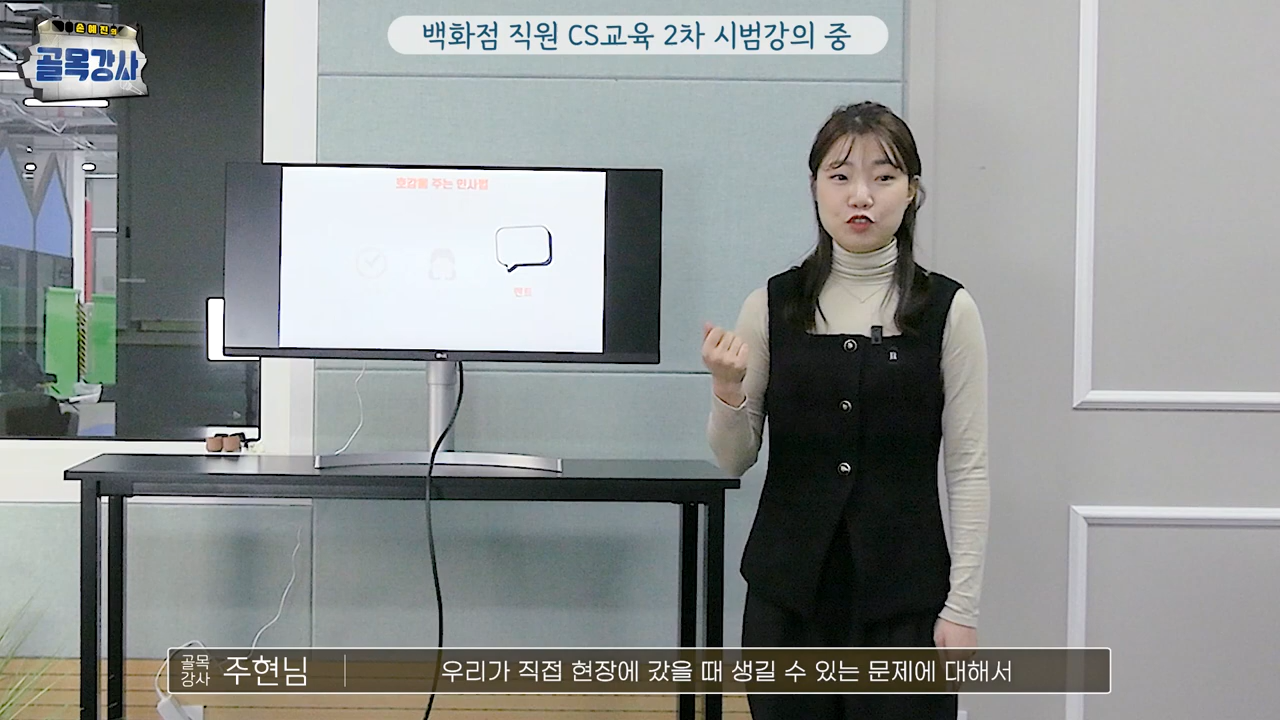 손혜진의
골목강사
백화점 직원 CS교육 2차 시범강의 중
호감을 주는 인사법
멘트
LG
골목
강사
주현님
우리가 직접 현장에 갔을 때 생길 수 있는 문제에 대해서